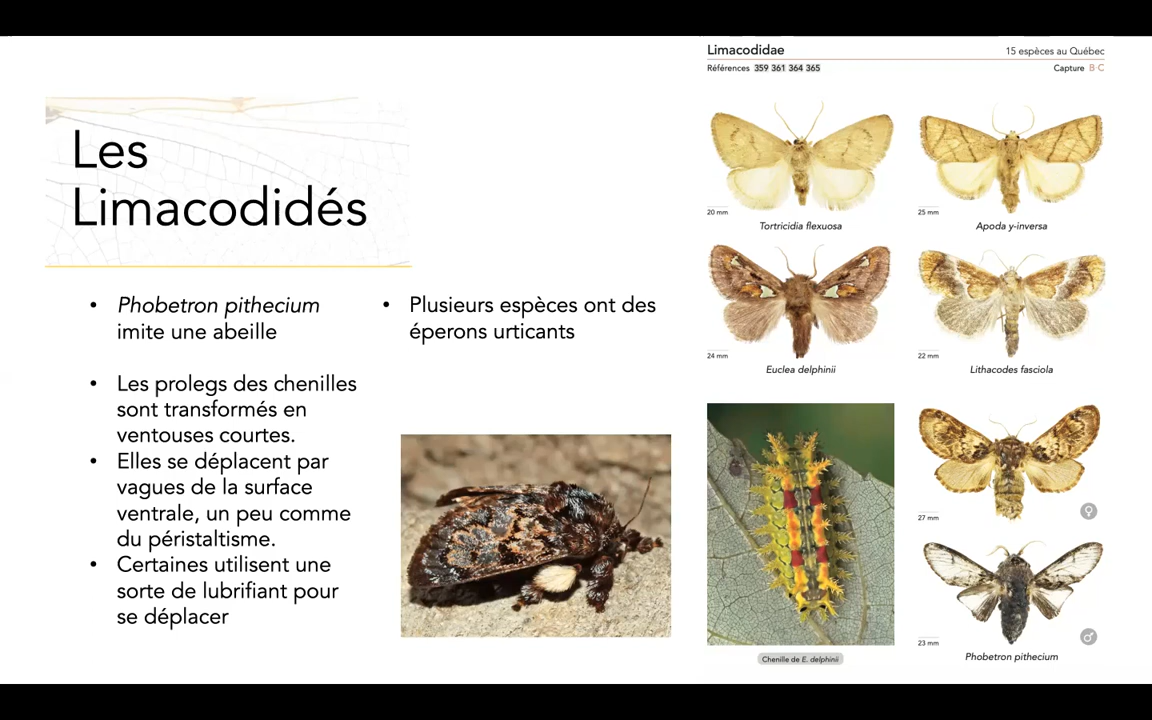 Les
Limacodidés
• Phobetron pithecium
imite une abeille
• Les prolegs des chenilles
sont transformés en
ventouses courtes.
• Elles se déplacent par
vagues de la surface
ventrale, un peu comme
du péristaltisme.
• Certaines utilisent une
sorte de lubrifiant pour
se déplacer
• Plusieurs espèces ont des
éperons urticants
Limacodidae
15 espèces au Québec
Références 359 361 364 365
Capture B C
20 mm
Tortricidia flexuosa
25 mm
Apoda y-inversa
24 mm
Euclea delphinii
22 mm
Lithacodes fasciola
Chenille de E. delphinii
27 mm
♀
23 mm
♂
Phobetron pithecium